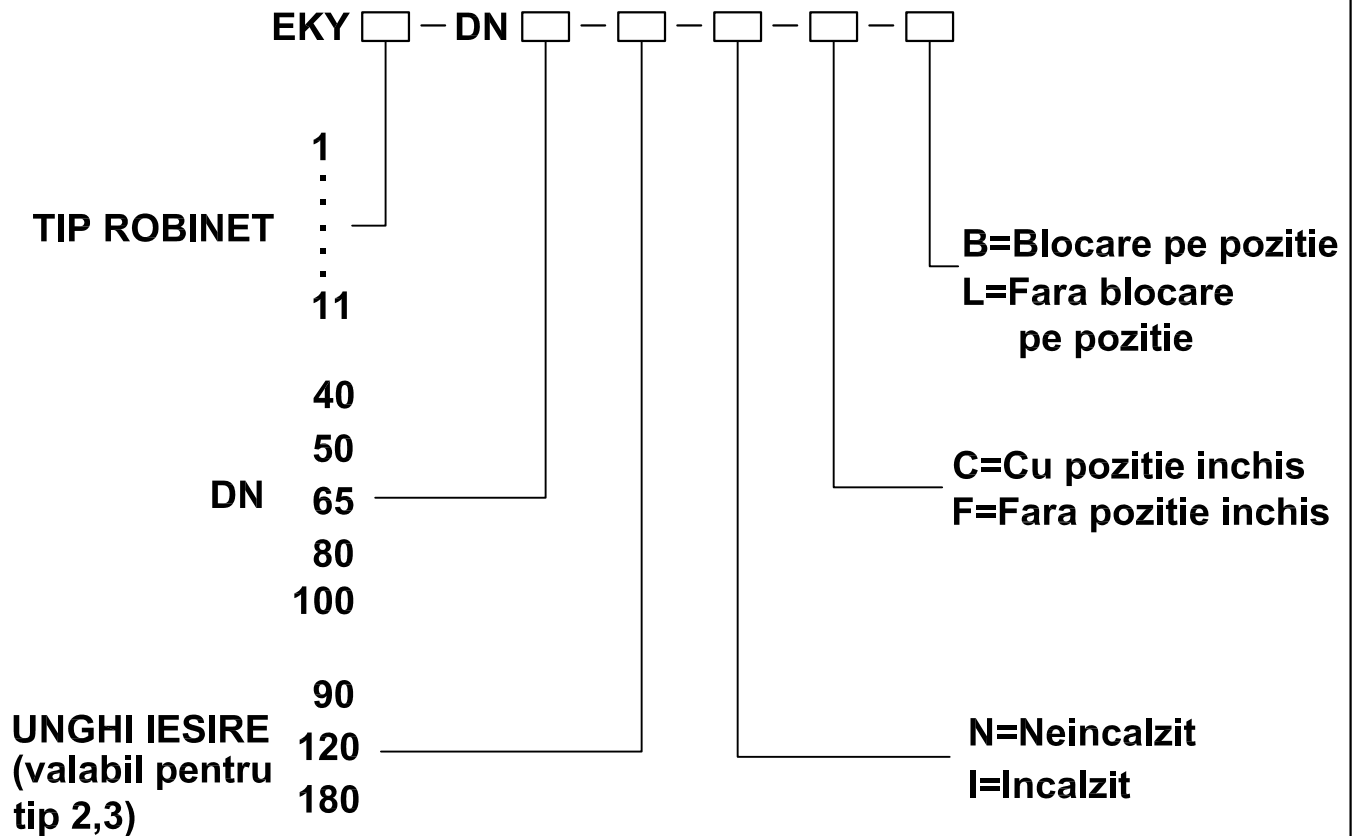 EKY - DN - - - -
1
.
.
.
.
TIP ROBINET
11
40
50
DN 65
80
100
90
UNGHI IESIRE 120
(valabil pentru
tip 2,3)
180
B=Blocare pe pozitie
L=Fara blocare
pe pozitie
C=Cu pozitie inchis
F=Fara pozitie inchis
N=Neincalzit
I=Incalzit